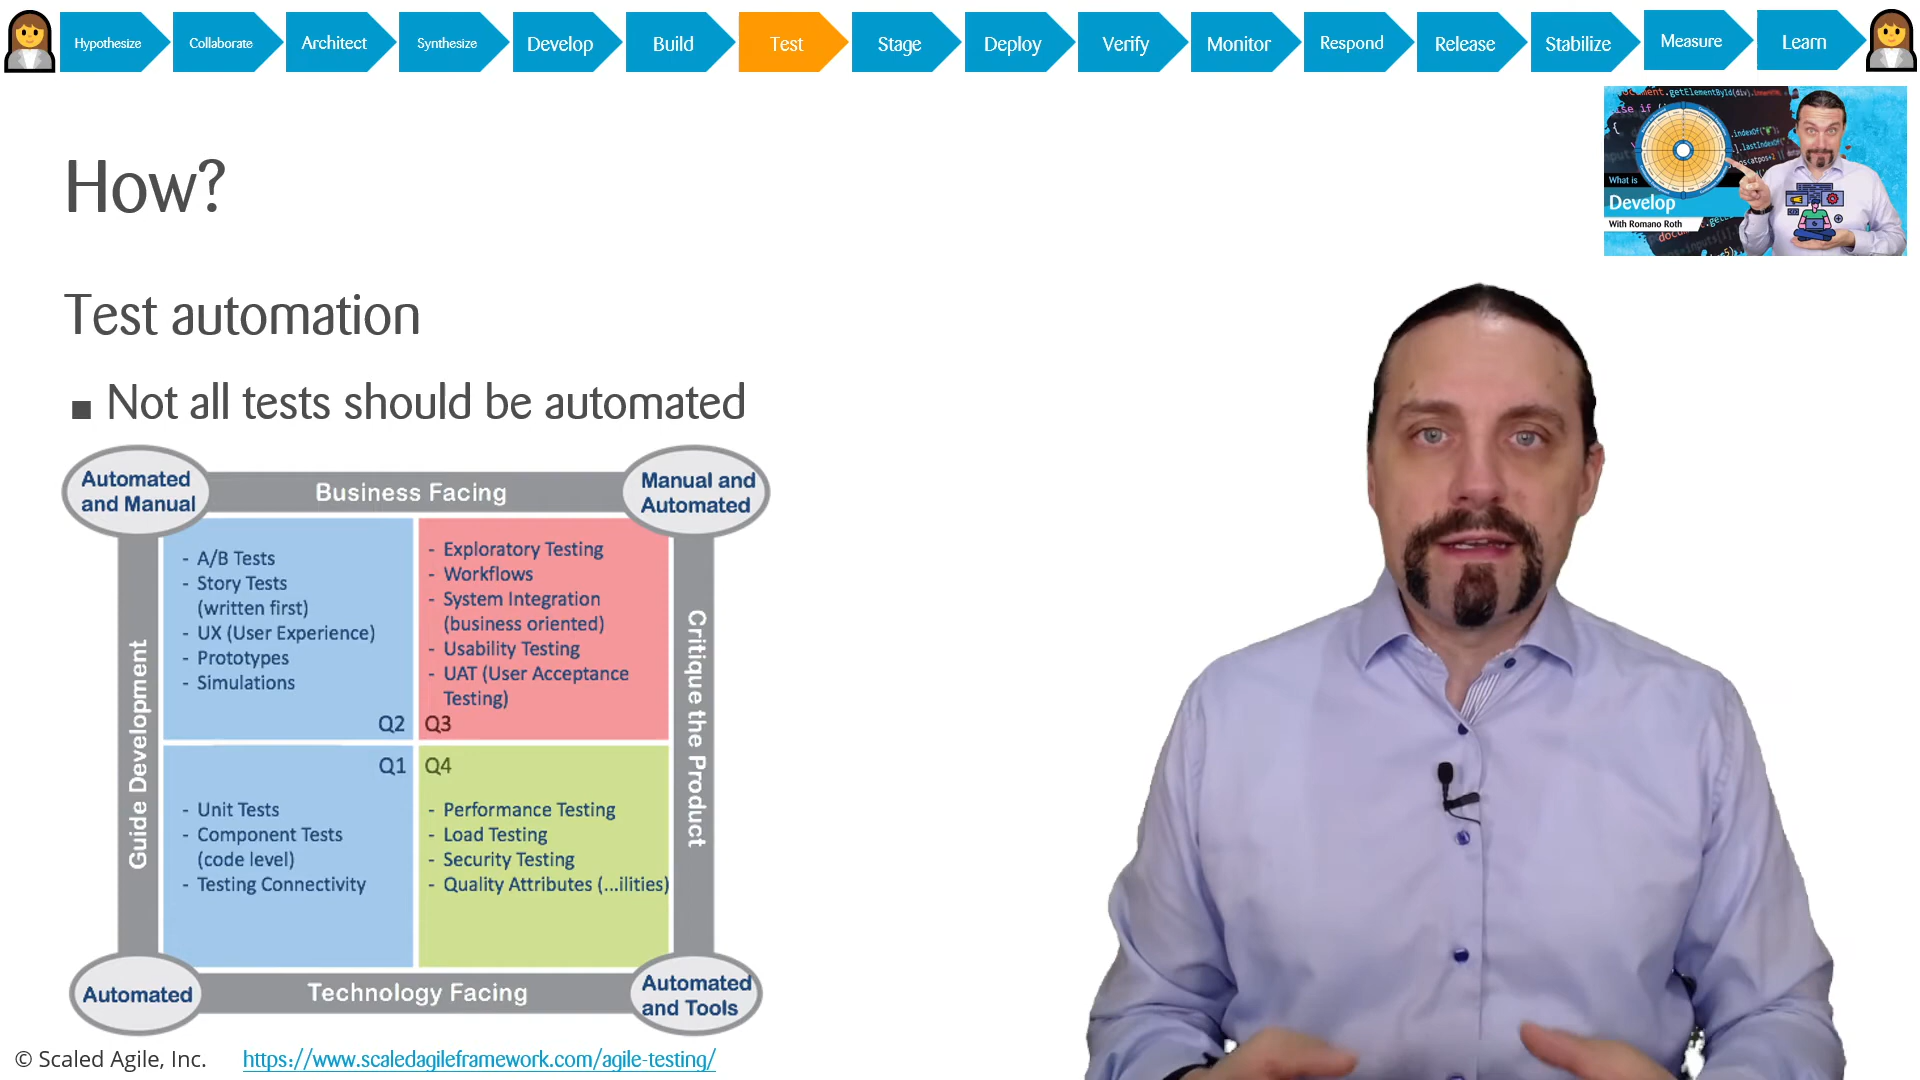 Hypothesize
Collaborate
Architect
Synthesize
Develop
Build
Test
Stage
Deploy
Verify
Monitor
Respond
Release
Stabilize
Measure
Learn
What is
Develop
With Romano Roth
How?
Test automation
Not all tests should be automated
Automated
and Manual
Business Facing
Manual and
Automated
Guide Development
- A/B Tests
- Story Tests
(written first)
- UX (User Experience)
- Prototypes
- Simulations
Q2
- Exploratory Testing
- Workflows
- System Integration
(business oriented)
- Usability Testing
- UAT (User Acceptance
Testing)
Q3
Critique the Product
Q1
- Unit Tests
- Component Tests
(code level)
- Testing Connectivity
Q4
- Performance Testing
- Load Testing
- Security Testing
- Quality Attributes (...ilities)
Automated
Technology Facing
Automated
and Tools
© Scaled Agile, Inc.
https://www.scaledagileframework.com/agile-testing/